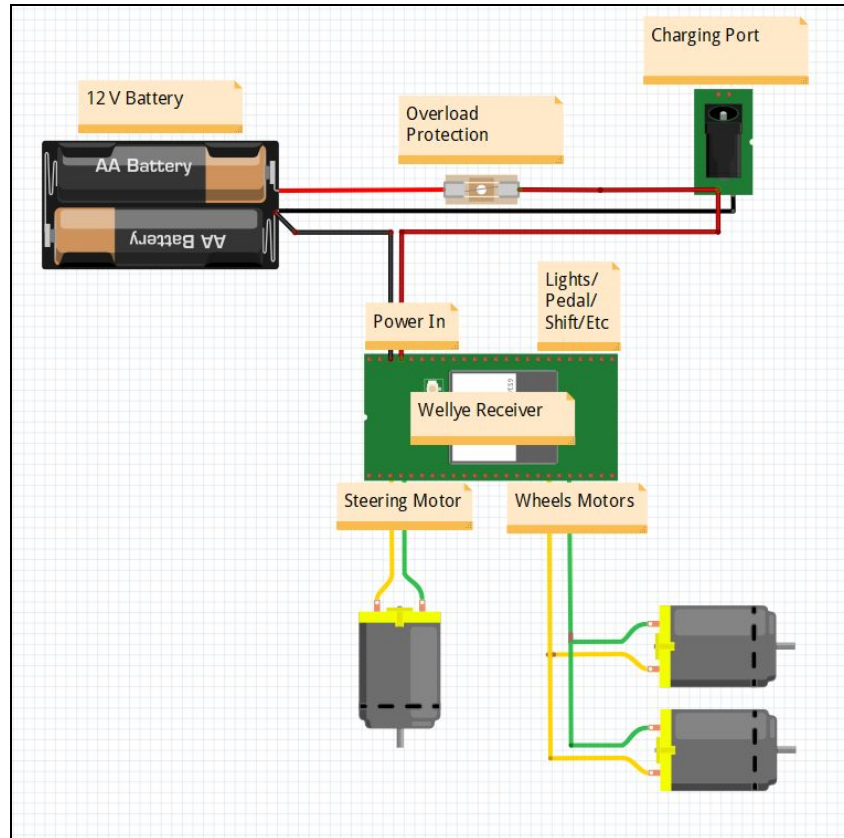 Charging Port
12 V Battery
Overload
Protection
AA Battery
AA Battery
Lights/
Pedal/
Shift/Etc
Power In
Wellye Receiver
Steering Motor
Wheels Motors